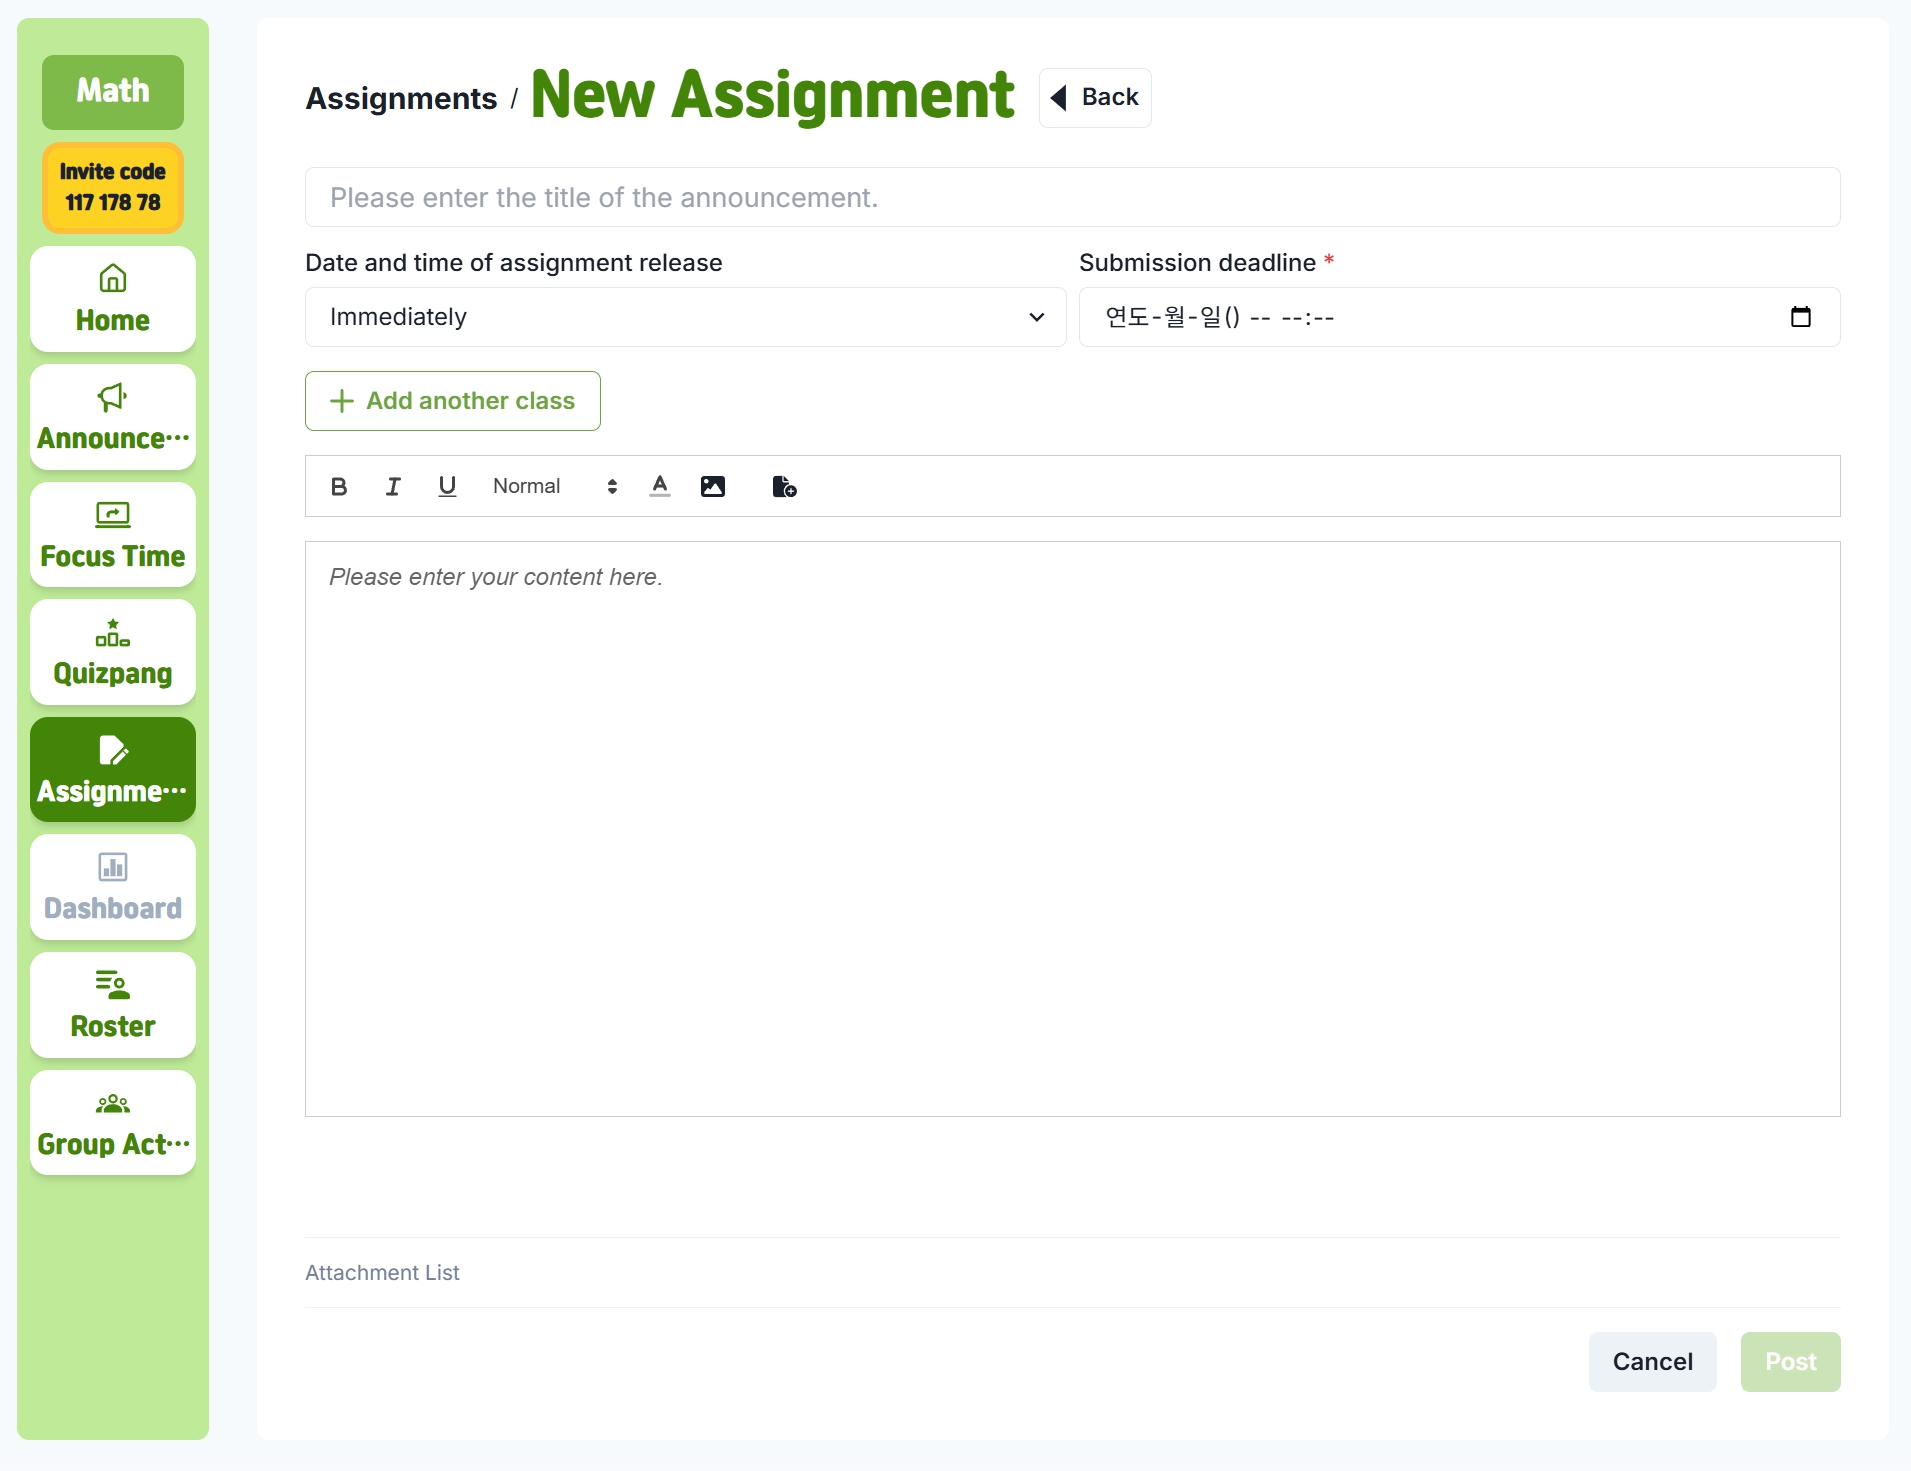 Math
Invite code
117 178 78
Home
Announce···
Focus Time
Quizpang
Assignme···
Dashboard
Roster
Group Act···
Assignments / New Assignment
Back
Please enter the title of the announcement.
Date and time of assignment release
Submission deadline *
Immediately
연도-월-일() -- --:--
Add another class
B I U Normal A
Please enter your content here.
Attachment List
Cancel
Post